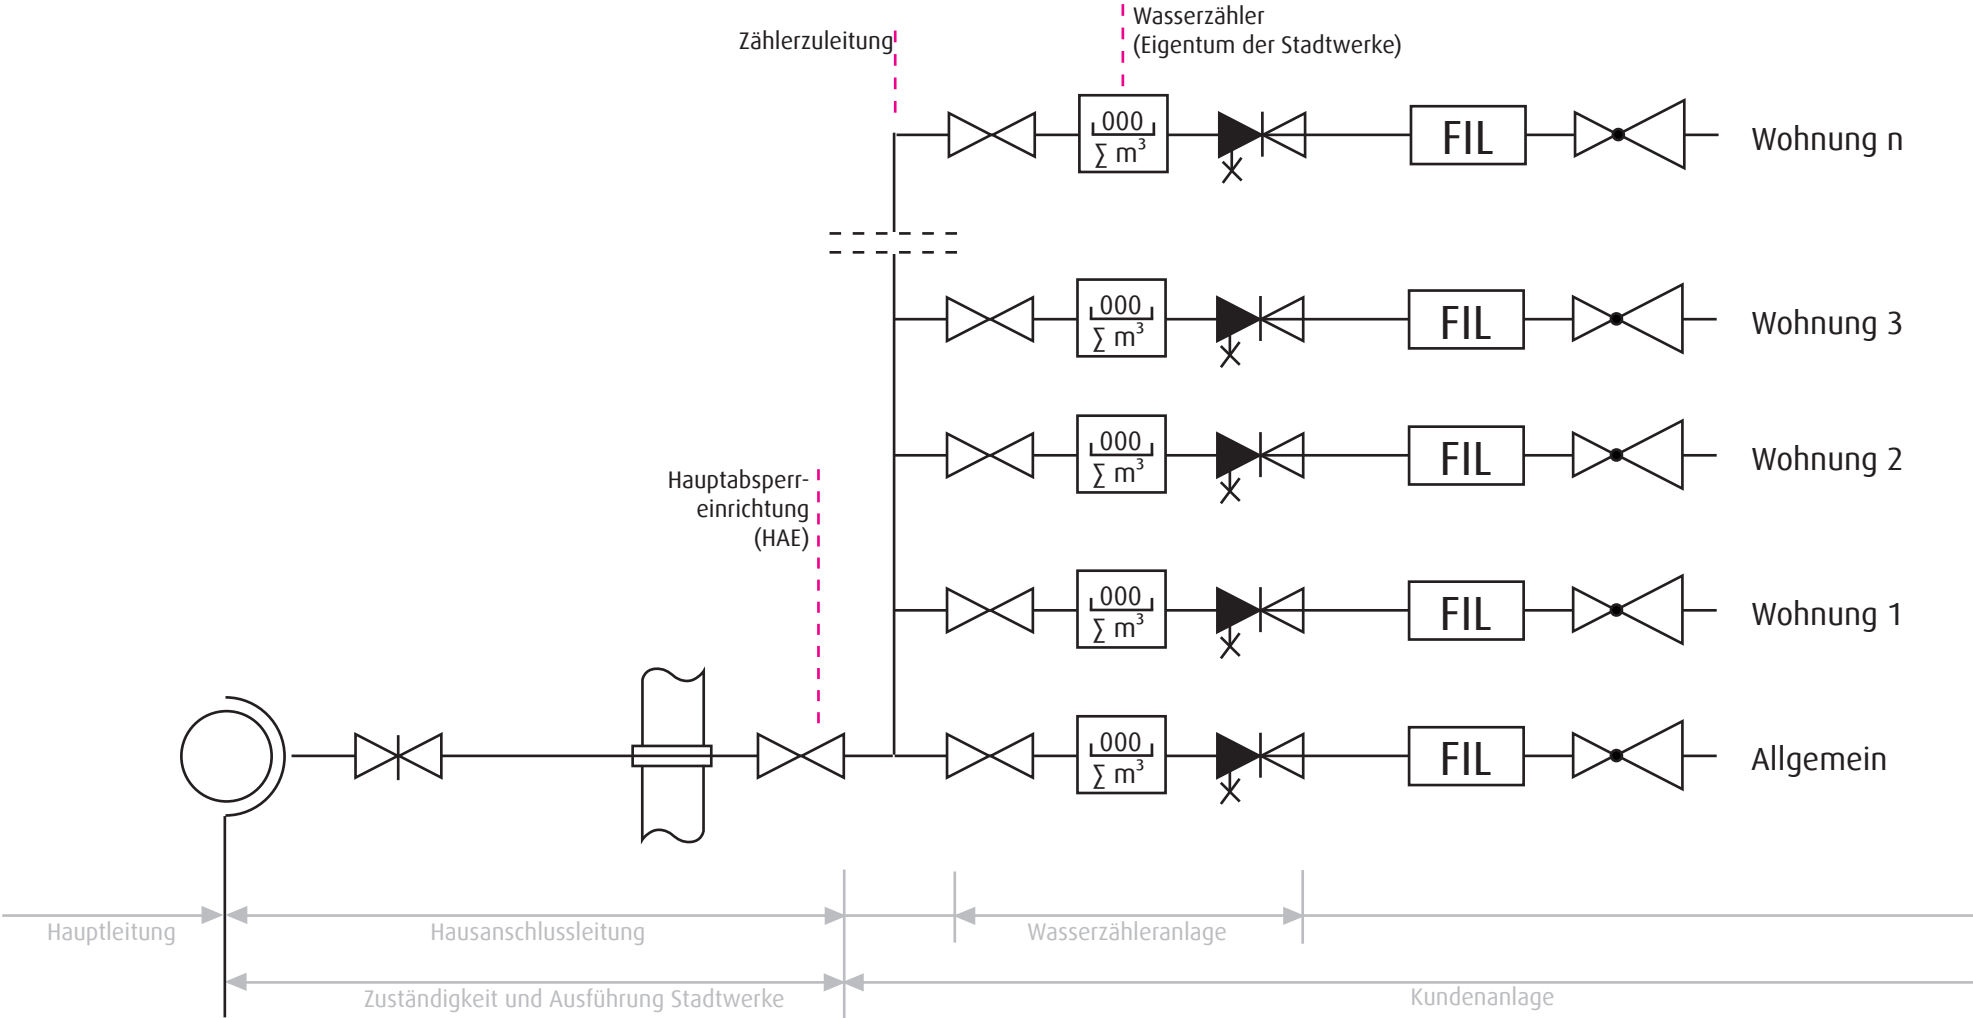 Wasserzähler
(Eigentum der Stadtwerke)
Zählerzuleitung
000
∑ m³
FIL
Wohnung n
000
∑ m³
FIL
Wohnung 3
000
∑ m³
FIL
Wohnung 2
Hauptabsperr-
einrichtung
(HAE)
000
∑ m³
FIL
Wohnung 1
000
∑ m³
FIL
Allgemein
Hauptleitung
Hausanschlussleitung
Wasserzähleranlage
Zuständigkeit und Ausführung Stadtwerke
Kundenanlage